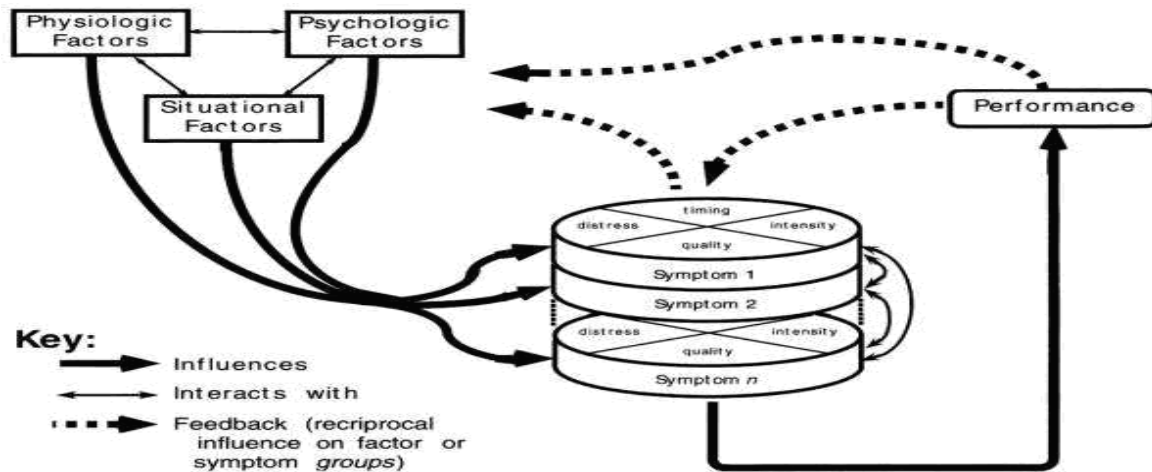 Physiologic
Factors
Psychologic
Factors
Situational
Factors
Performance
timing
distress
intensity
quality
Symptom 1
Symptom 2
distress
intensity
quality
Symptom n
Key:
Influences
Interacts with
Feedback (recriprocal
influence on factor or
symptom groups)